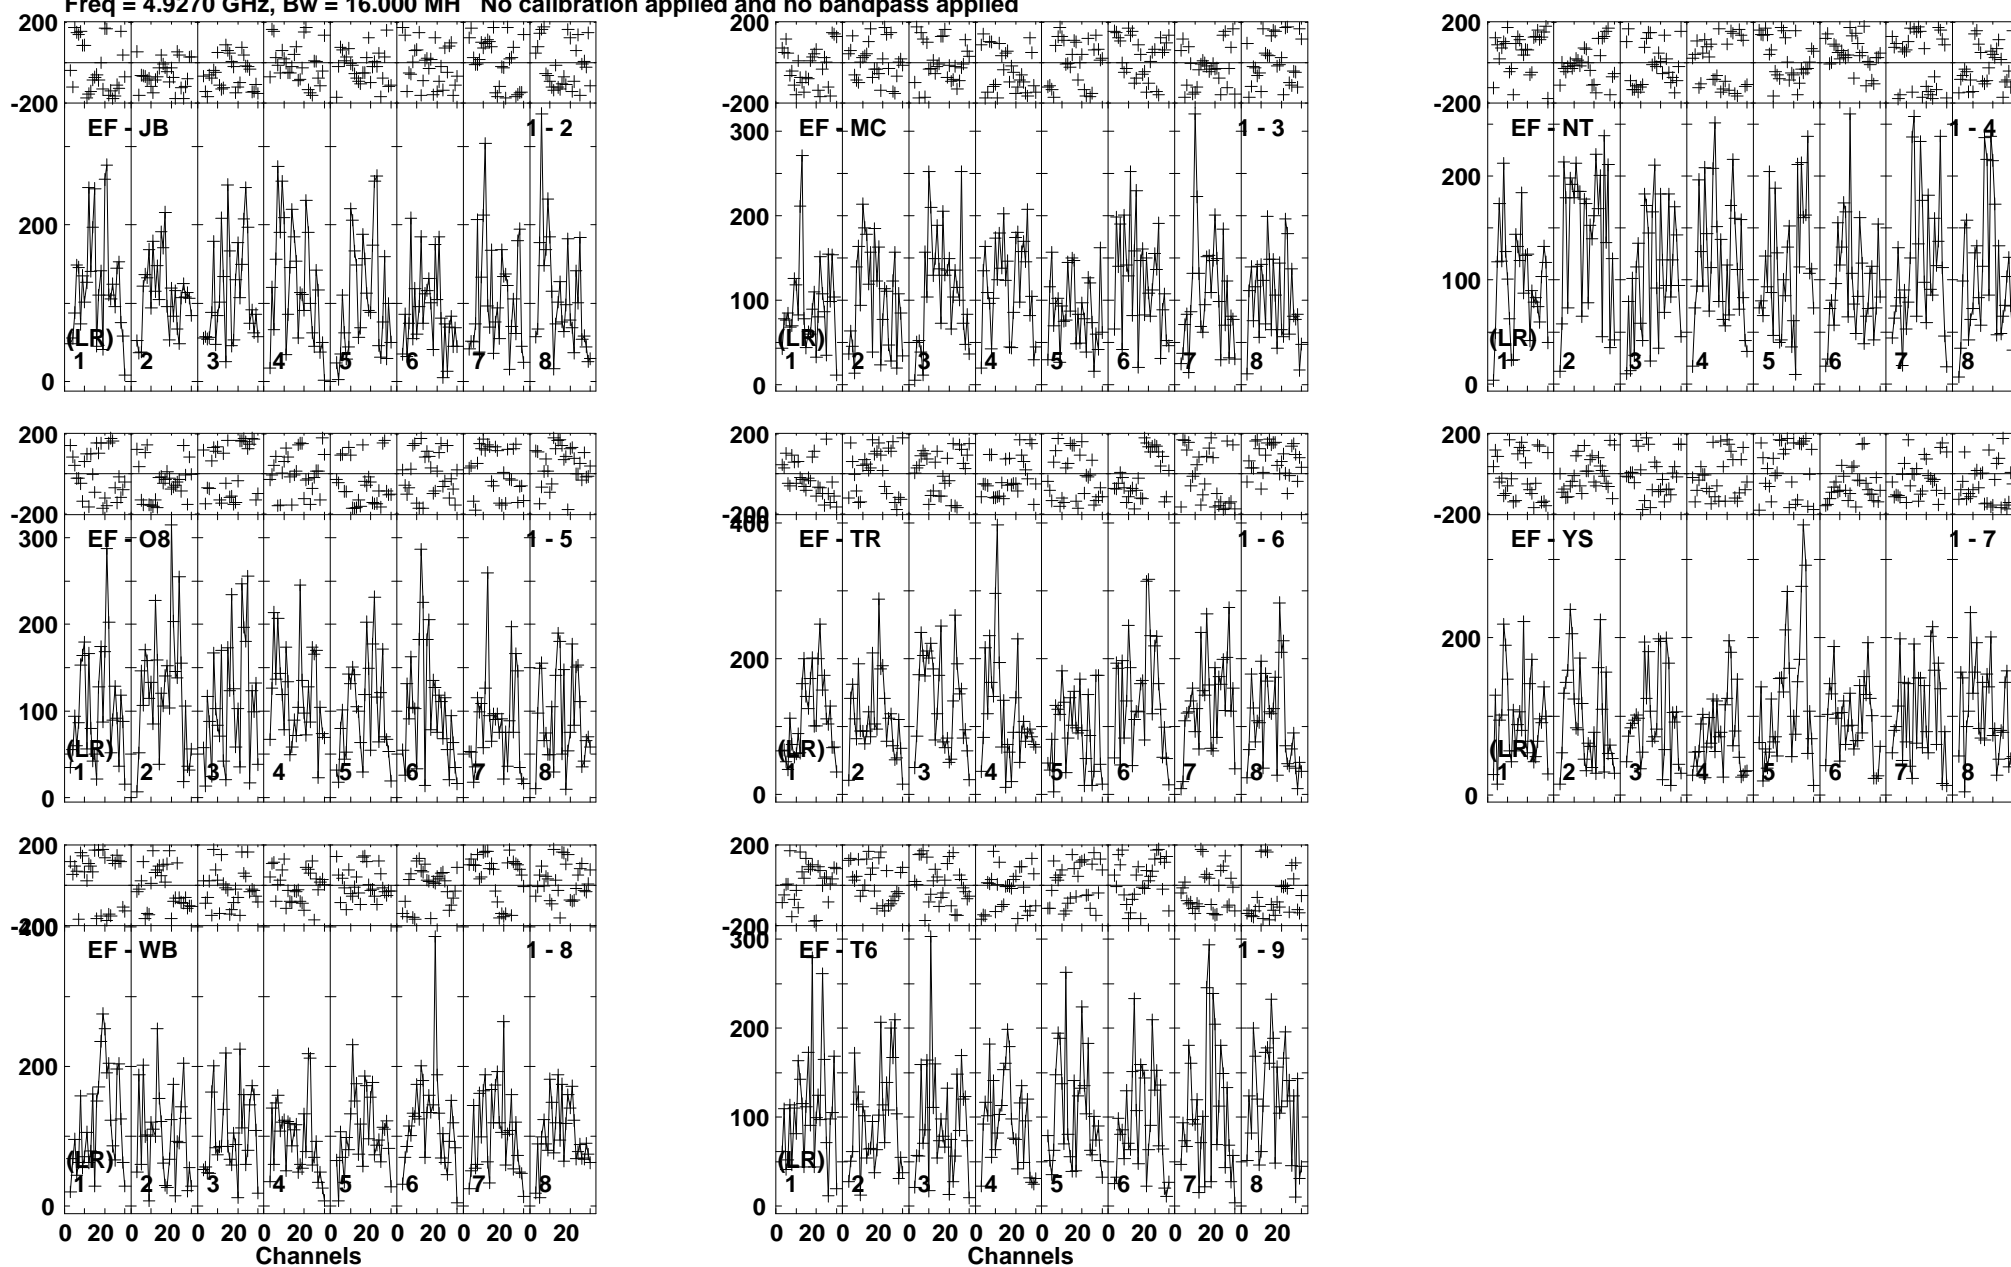 Freq = 4.9270 GHz, Bw = 16.000 MH No calibration applied and no bandpass applied
200
-200
EF - JB
1 - 2
200
(LR)
0
1 2 3 4 5 6 7 8
200
-200
EF - MC
1 - 3
300
200
100
(LR)
0
1 2 3 4 5 6 7 8
200
-200
EF - NT
1 - 4
200
100
(LR)
0
1 2 3 4 5 6 7 8
200
-200
EF - O8
1 - 5
300
200
100
(LR)
0
1 2 3 4 5 6 7 8
200
-200
400
EF - TR
1 - 6
200
(LR)
0
1 2 3 4 5 6 7 8
200
-200
EF - YS
1 - 7
200
(LR)
0
1 2 3 4 5 6 7 8
200
-200
400
EF - WB
1 - 8
200
(LR)
0
1 2 3 4 5 6 7 8
0 20 0 20 0 20 0 20 0 20 0 20 0 20 0 20
Channels
200
-200
300
EF - T6
1 - 9
200
100
(LR)
0
1 2 3 4 5 6 7 8
0 20 0 20 0 20 0 20 0 20 0 20 0 20 0 20
Channels